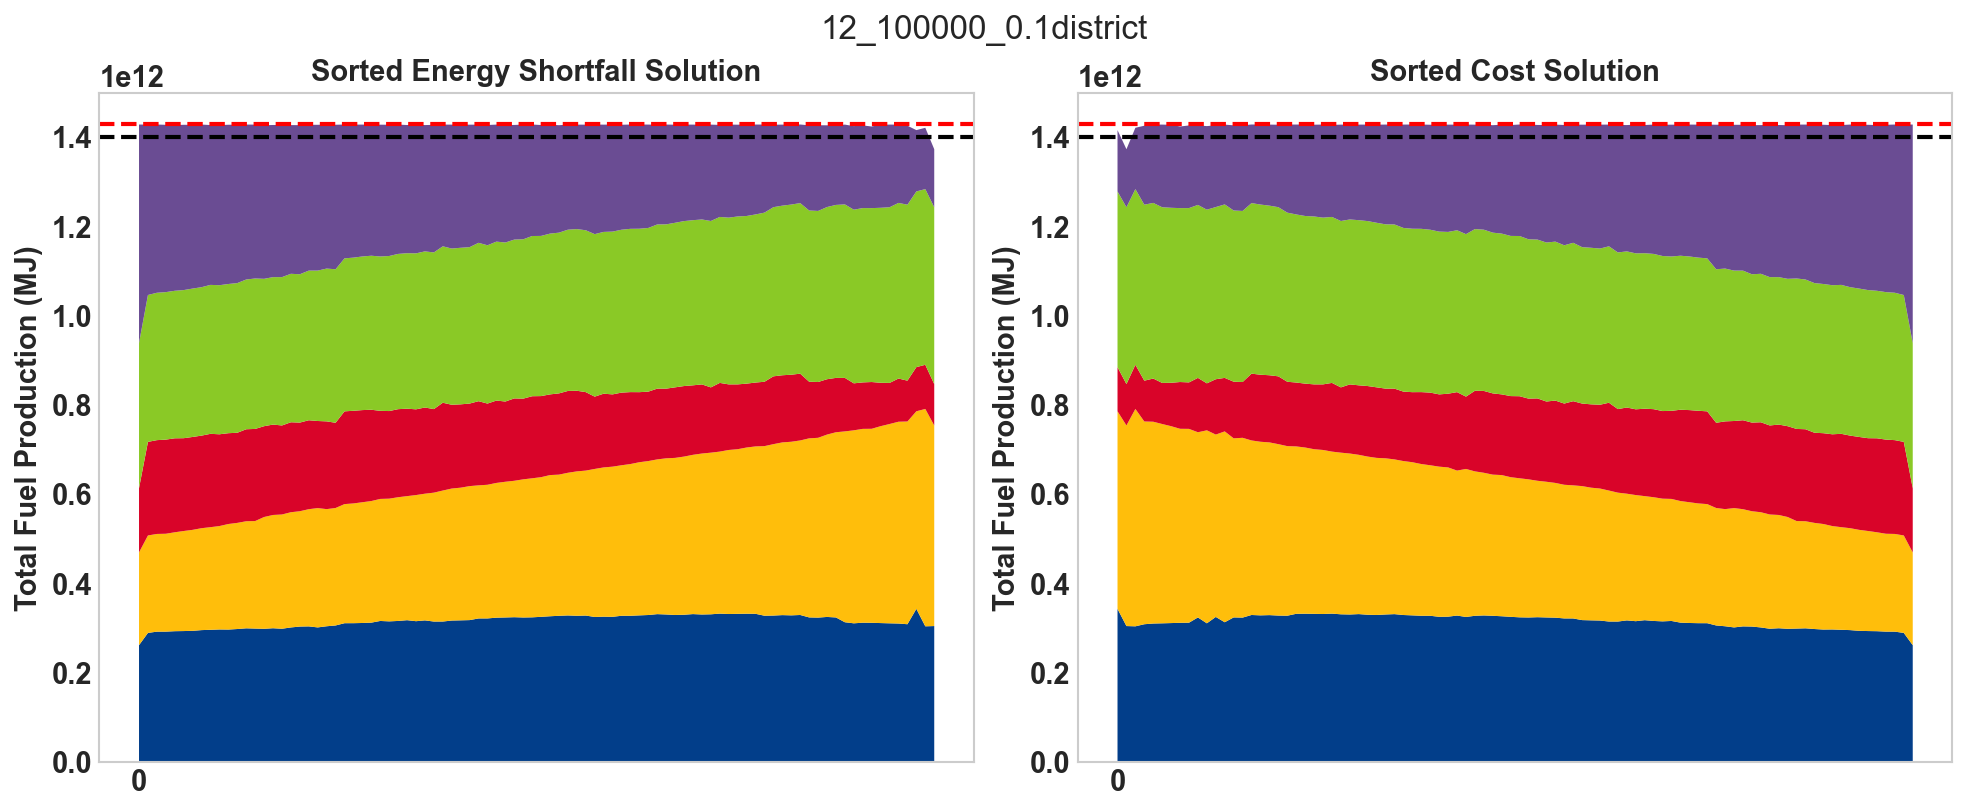 12_100000_0.1district
Sorted Energy Shortfall Solution
1e12
Total Fuel Production (MJ)
1.4
1.2
1.0
0.8
0.6
0.4
0.2
0.0
0
Sorted Cost Solution
1e12
Total Fuel Production (MJ)
1.4
1.2
1.0
0.8
0.6
0.4
0.2
0.0
0